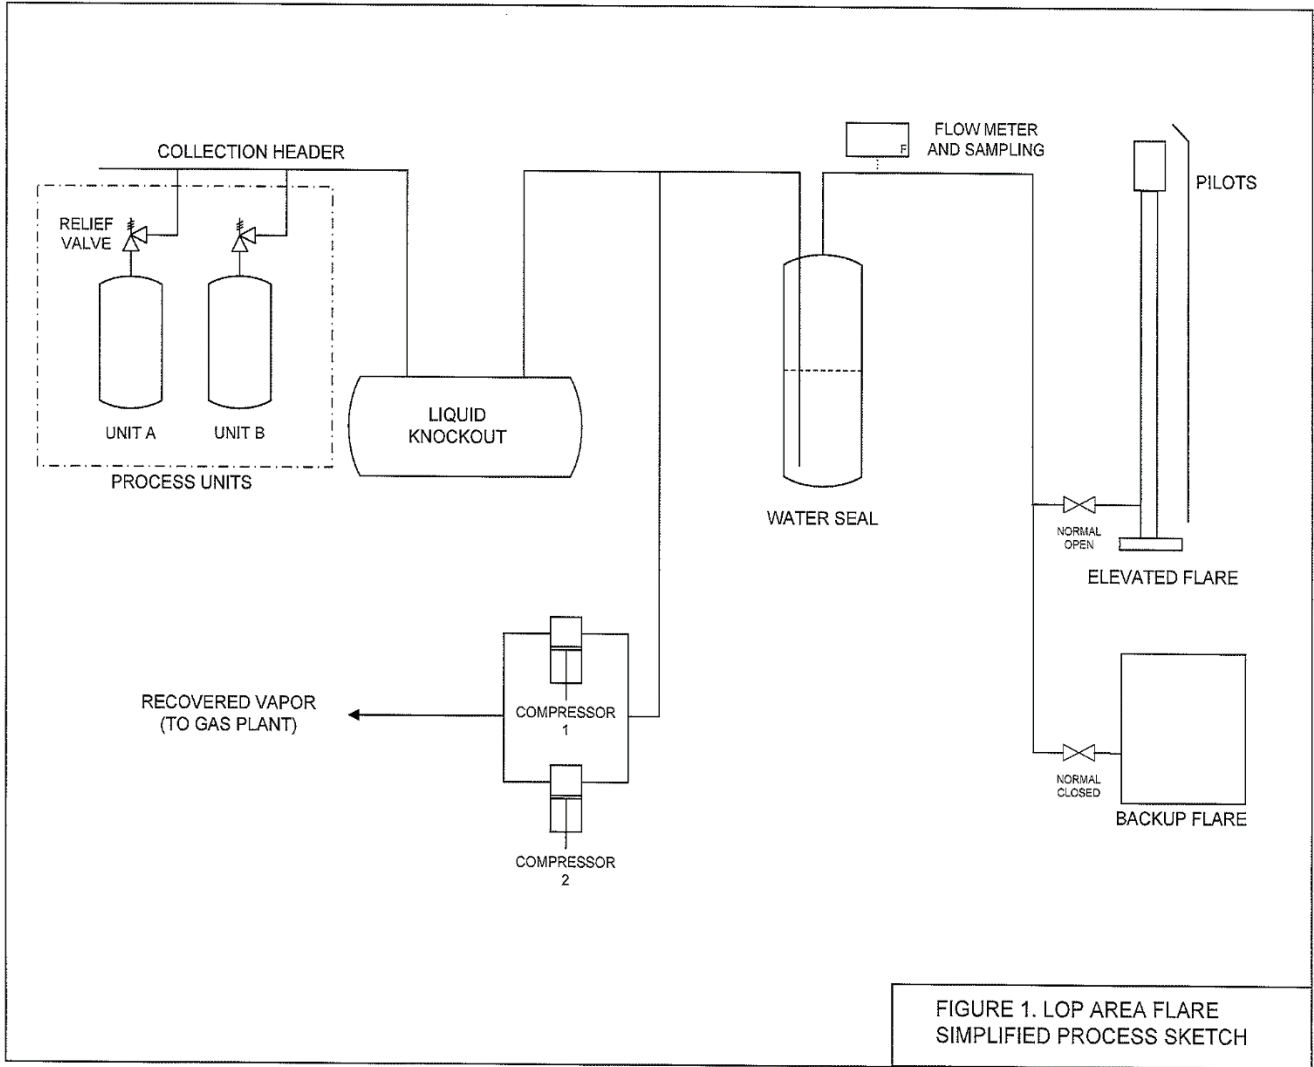 COLLECTION HEADER
RELIEF
VALVE
UNIT A
UNIT B
PROCESS UNITS
LIQUID
KNOCKOUT
FLOW METER
AND SAMPLING
F
PILOTS
WATER SEAL
NORMAL
OPEN
ELEVATED FLARE
RECOVERED VAPOR
(TO GAS PLANT)
COMPRESSOR
1
COMPRESSOR
2
NORMAL
CLOSED
BACKUP FLARE
FIGURE 1. LOP AREA FLARE
SIMPLIFIED PROCESS SKETCH